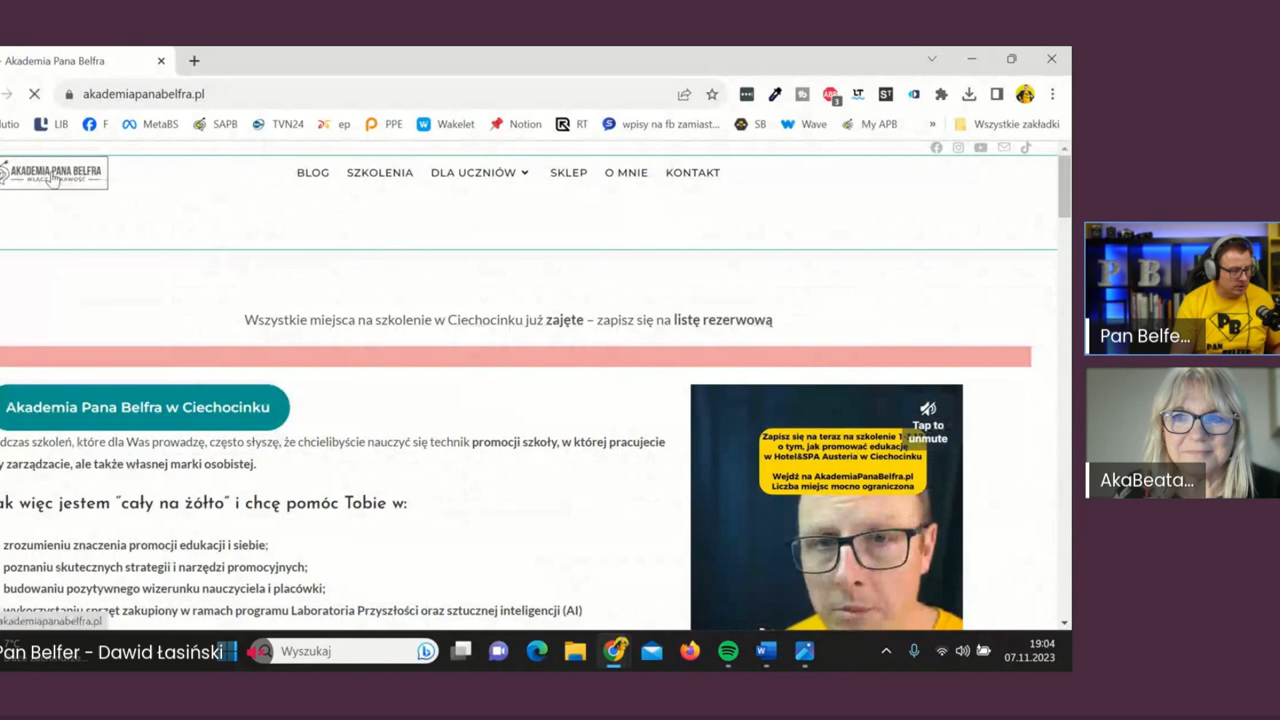 - Akademia Pana Belfra
akademiapanabelfra.pl
LIB
F
MetaBS
SAPB
TVN24
ep
PPE
Wakelet
Notion
RT
wpisy na fb zamiast...
SB
Wave
My APB
»
Wszystkie zakładki
AKADEMIA PANA BELFRA
BLOG SZKOLENIA DLA UCZNIÓW SKLEP O MNIE KONTAKT
Wszystkie miejsca na szkolenie w Ciechocinku już zajęte – zapisz się na listę rezerwową
Akademia Pana Belfra w Ciechocinku
dczas szkoleń, które dla Was prowadzę, często słyszę, że chcielibyście nauczyć się technik promocji szkoły, w której pracujecie
y zarządzacie, ale także własnej marki osobistej.
ak więc jestem “cały na żółto” i chcę pomóc Tobie w:
zrozumieniu znaczenia promocji edukacji i siebie;
poznaniu skutecznych strategii i narzędzi promocyjnych;
budowaniu pozytywnego wizerunku nauczyciela i placówki;
wykorzystaniu sprzęt zakupiony w ramach programu Laboratoria Przyszłości oraz sztucznej inteligencji (AI)
akademiapanabelfra.pl
Tap to
unmute
Zapisz się na teraz na szkolenie
o tym, jak promować edukację
w Hotel&SPA Austeria w Ciechocinku
Wejdź na AkademiaPanaBelfra.pl
Liczba miejsc mocno ograniczona
Pan Belfer - Dawid Łasiński
Wyszukaj
19:04
07.11.2023
P B
PB
PAN
Pan Belfe...
AkaBeata...